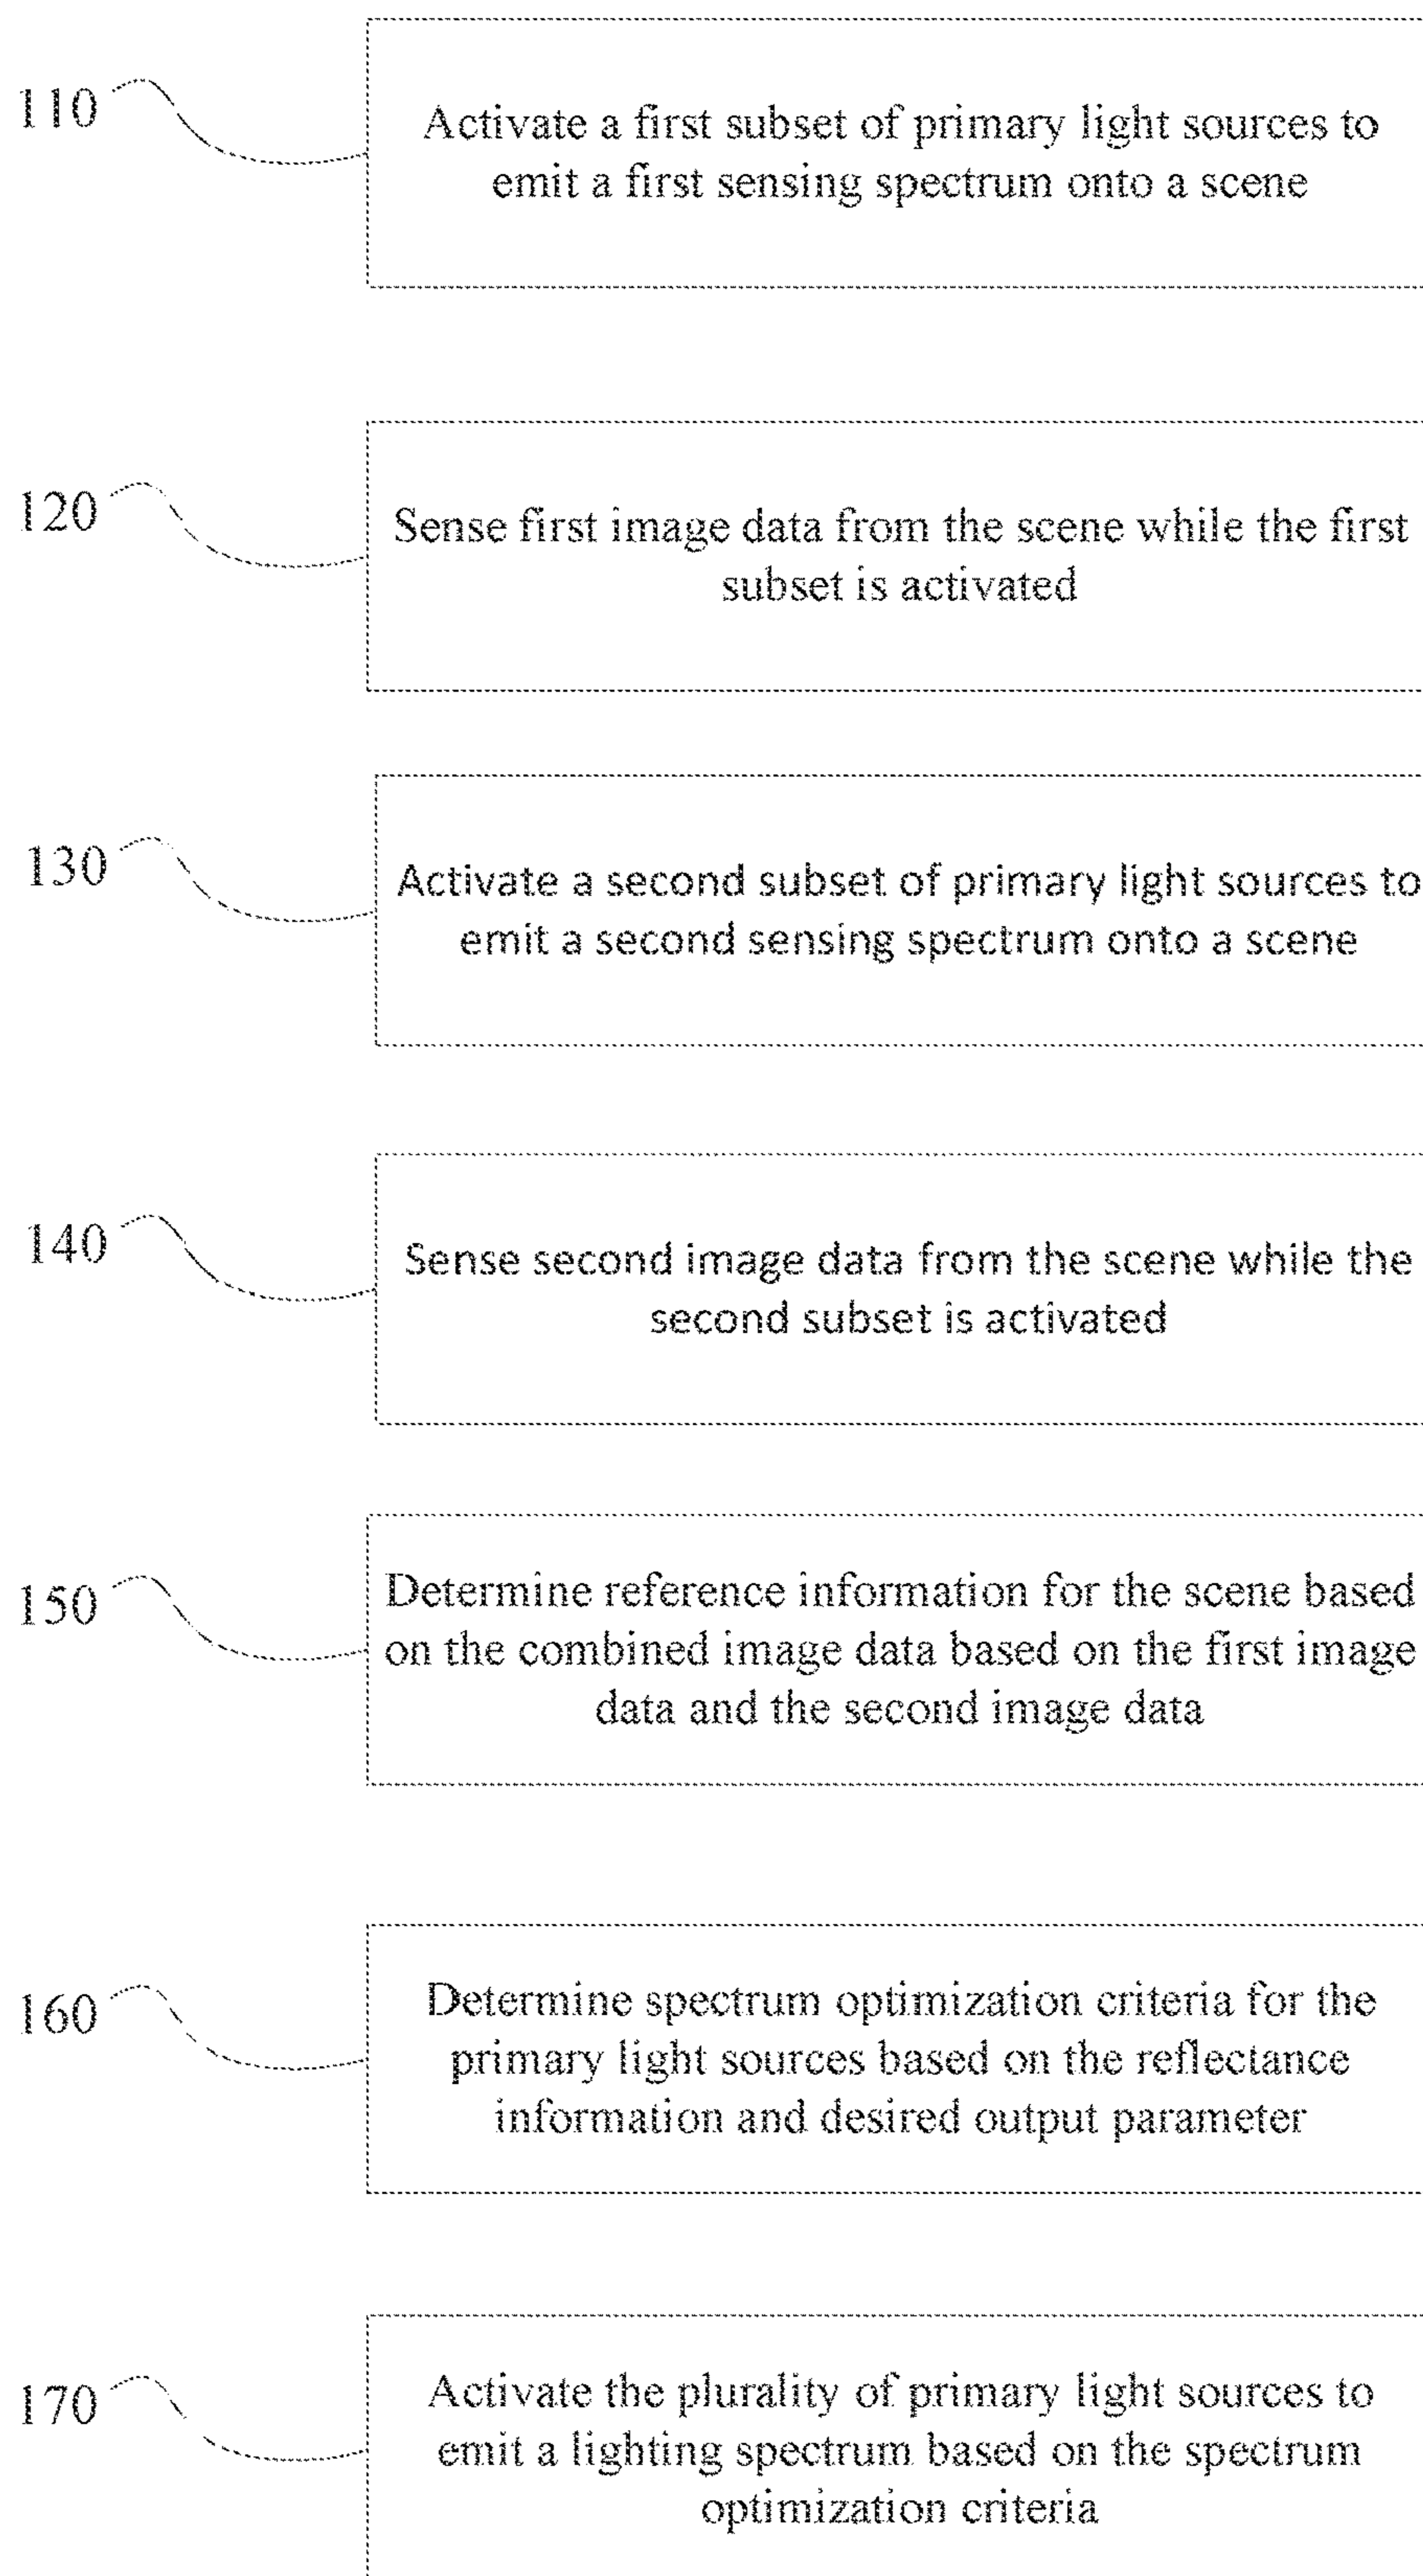 110
Activate a first subset of primary light sources to
emit a first sensing spectrum onto a scene
120
Sense first image data from the scene while the first
subset is activated
130
Activate a second subset of primary light sources to
emit a second sensing spectrum onto a scene
140
Sense second image data from the scene while the
second subset is activated
150
Determine reference information for the scene based
on the combined image data based on the first image
data and the second image data
160
Determine spectrum optimization criteria for the
primary light sources based on the reflectance
information and desired output parameter
170
Activate the plurality of primary light sources to
emit a lighting spectrum based on the spectrum
optimization criteria